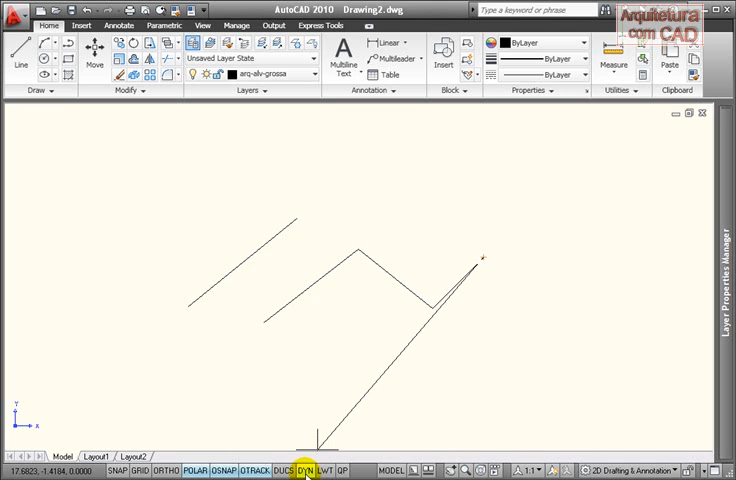 AutoCAD 2010   Drawing2.dwg
Type a keyword or phrase
Arquitetura
com CAD
Home Insert Annotate Parametric View Manage Output Express Tools
Line
Move
Unsaved Layer State
arq-alv-grossa
A
Multiline
Text
Linear
Multileader
Table
Insert
ByLayer
ByLayer
ByLayer
Measure
Paste
Draw Modify Layers Annotation Block Properties Utilities Clipboard
Layer Properties Manager
Y
X
Model Layout1 Layout2
17.6823, -1.4184, 0.0000 SNAP GRID ORTHO POLAR OSNAP OTRACK DUCS DYN LWT QP MODEL 1:1 2D Drafting & Annotation